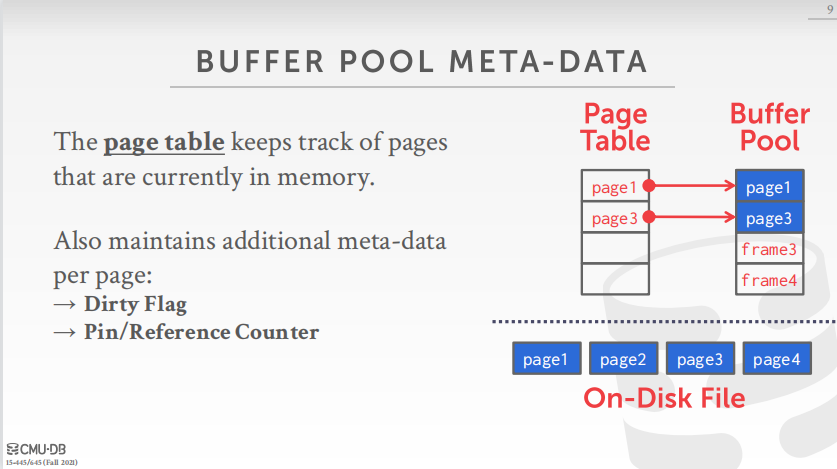 9
BUFFER POOL META-DATA
The page table keeps track of pages
that are currently in memory.
Also maintains additional meta-data
per page:
→ Dirty Flag
→ Pin/Reference Counter
Page
Table
page1
page3
Buffer
Pool
page1
page3
frame3
frame4
page1 page2 page3 page4
On-Disk File
CMU·DB
15-445/645 (Fall 2021)